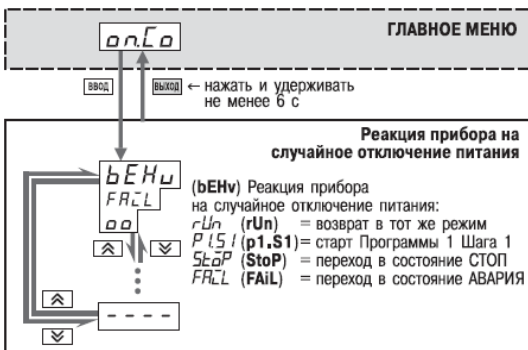 on.Co
ГЛАВНОЕ МЕНЮ
ВВОД
ВЫХОД ← нажать и удерживать
не менее 6 с
Реакция прибора на
случайное отключение питания
bEHv
FAIL
oo
(bEHv) Реакция прибора
на случайное отключение питания:
rUn (rUn) = возврат в тот же режим
P1.S1 (p1.S1)= старт Программы 1 Шага 1
StoP (StoP) = переход в состояние СТОП
FAIL (FAiL) = переход в состояние АВАРИЯ
- - - -